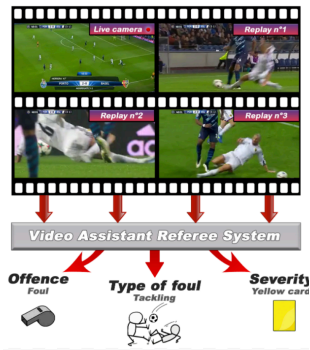 Live camera
Replay n°1
PORTO
Replay n°2
Replay n°3
Video Assistant Referee System
Offence
Foul
Type of foul
Tackling
Severity
Yellow card